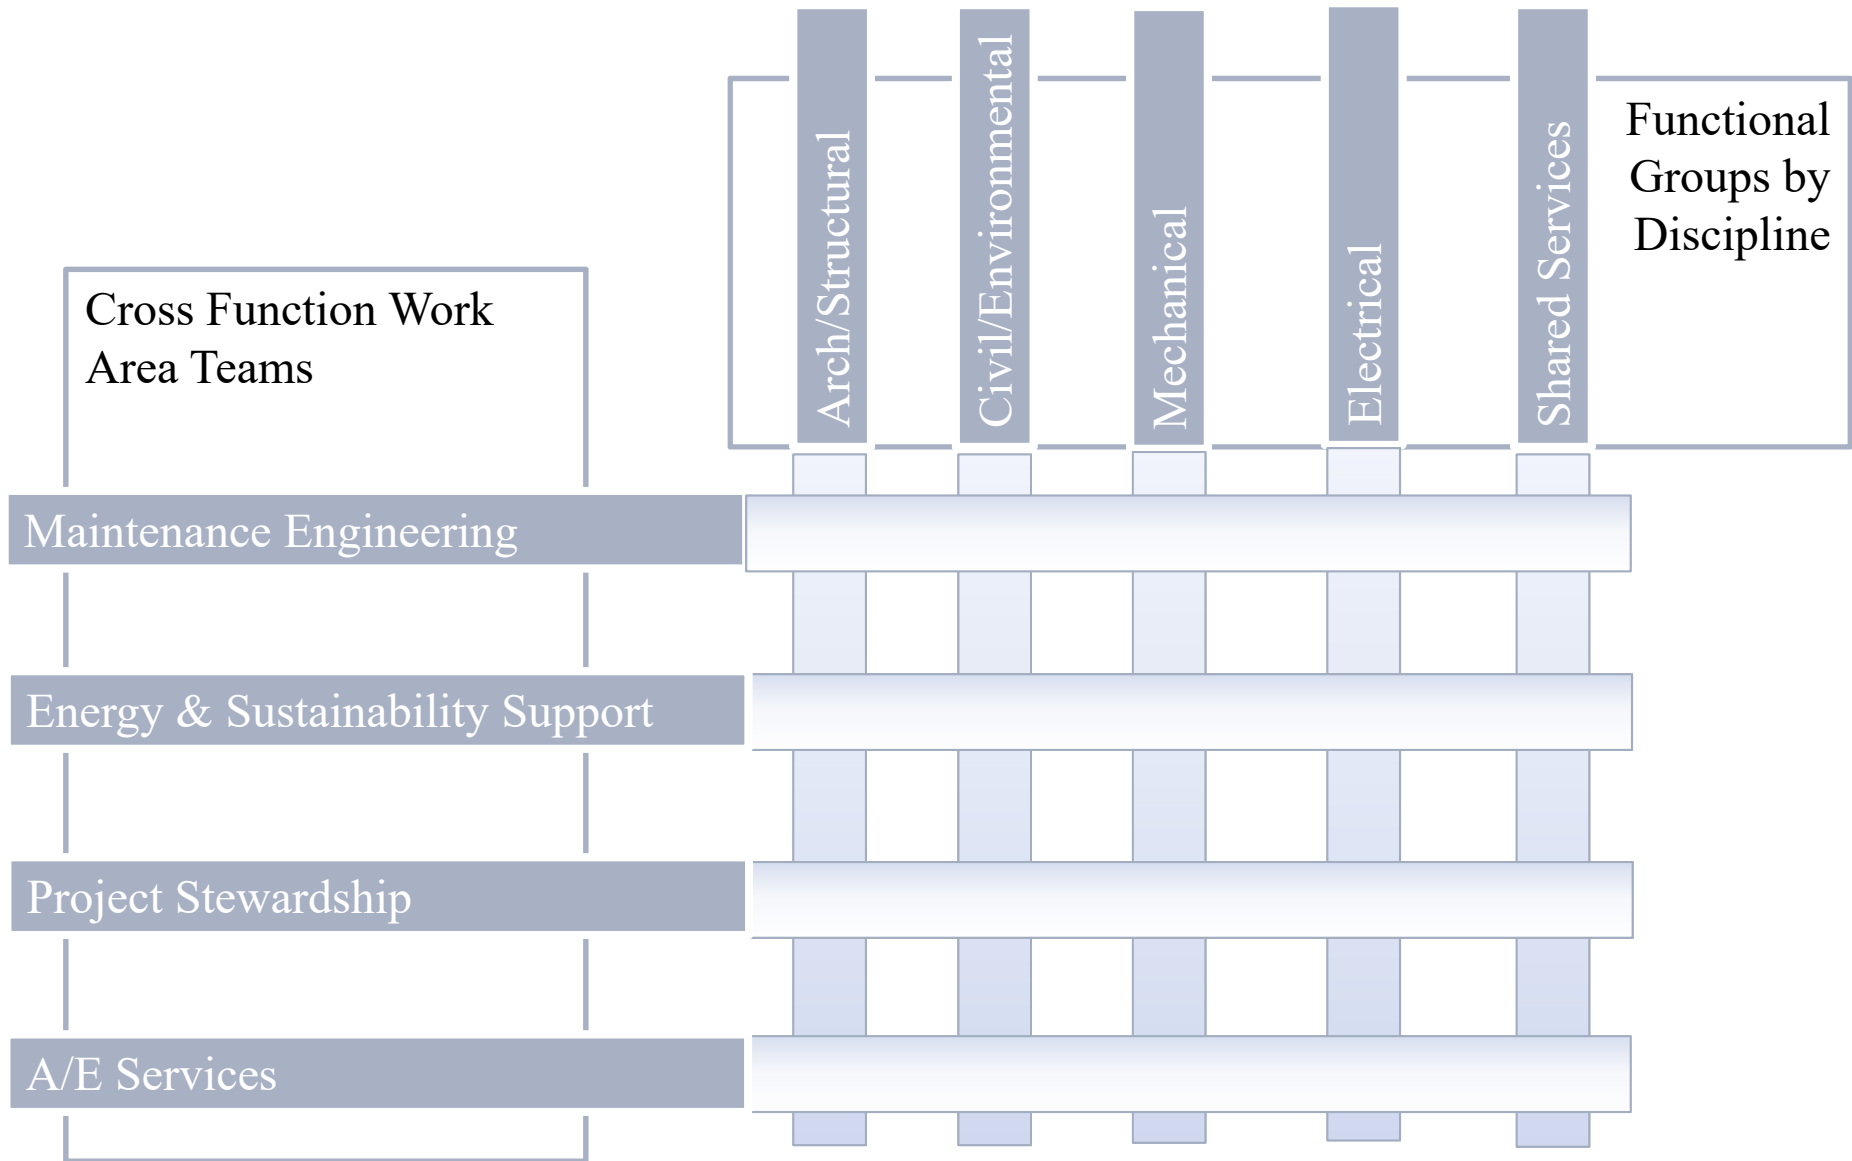 Arch/Structural
Civil/Environmental
Mechanical
Electrical
Shared Services
Functional
Groups by
Discipline
Cross Function Work
Area Teams
Maintenance Engineering
Energy & Sustainability Support
Project Stewardship
A/E Services